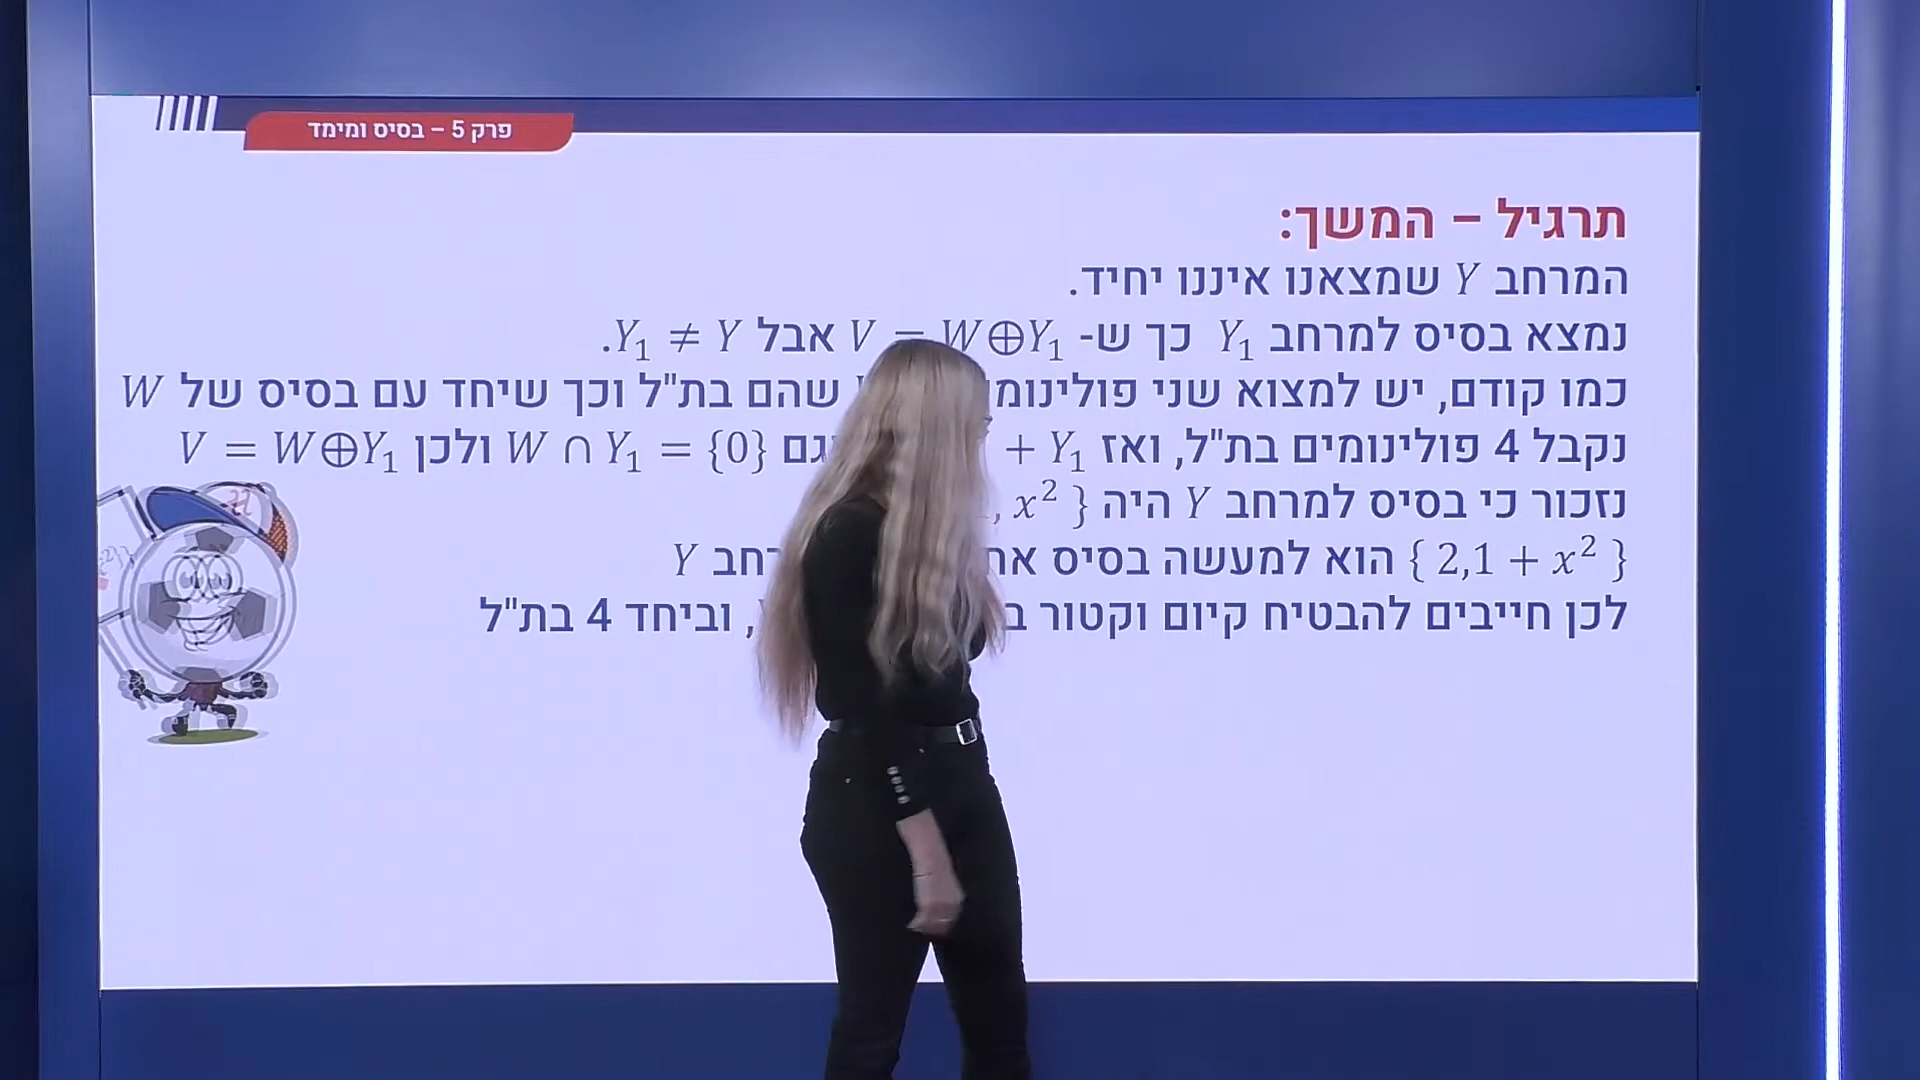 פרק 5 – בסיס ומימד
תרגיל – המשך:
המרחב Y שמצאנו איננו יחיד.
נמצא בסיס למרחב Y₁ כך ש- V = W⊕Y₁ אבל Y₁ ≠ Y.
כמו קודם, יש למצוא שני שהם בת"ל וכך שיחד עם בסיס של W
נקבל 4 פולינומים בת"ל, ואז + Y₁ W ∩ Y₁ = {0} ולכן V = W⊕Y₁
נזכור כי בסיס למרחב Y היה , x² }
{ 2,1 + x² } הוא למעשה בסיס Y
לכן חייבים להבטיח קיום וקטור , וביחד 4 בת"ל